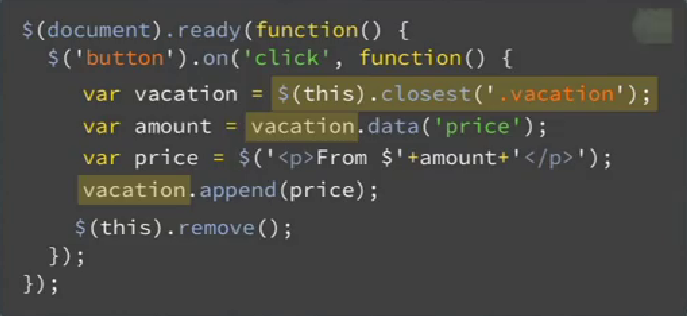 $(document).ready(function() {
$('button').on('click', function() {
var vacation = $(this).closest('.vacation');
var amount = vacation.data('price');
var price = $('<p>From $'+amount+'</p>');
vacation.append(price);
$(this).remove();
});
});